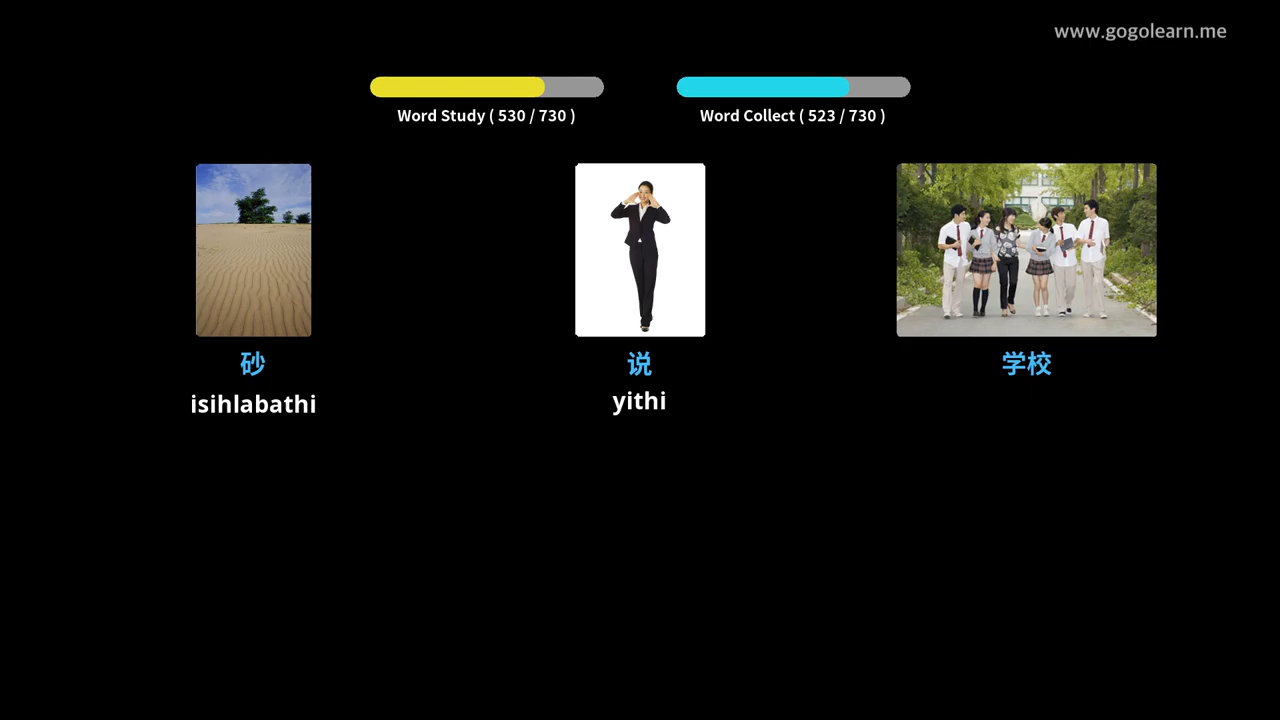 www.gogolearn.me
Word Study ( 530 / 730 )
Word Collect ( 523 / 730 )
砂
说
学校
isihlabathi
yithi